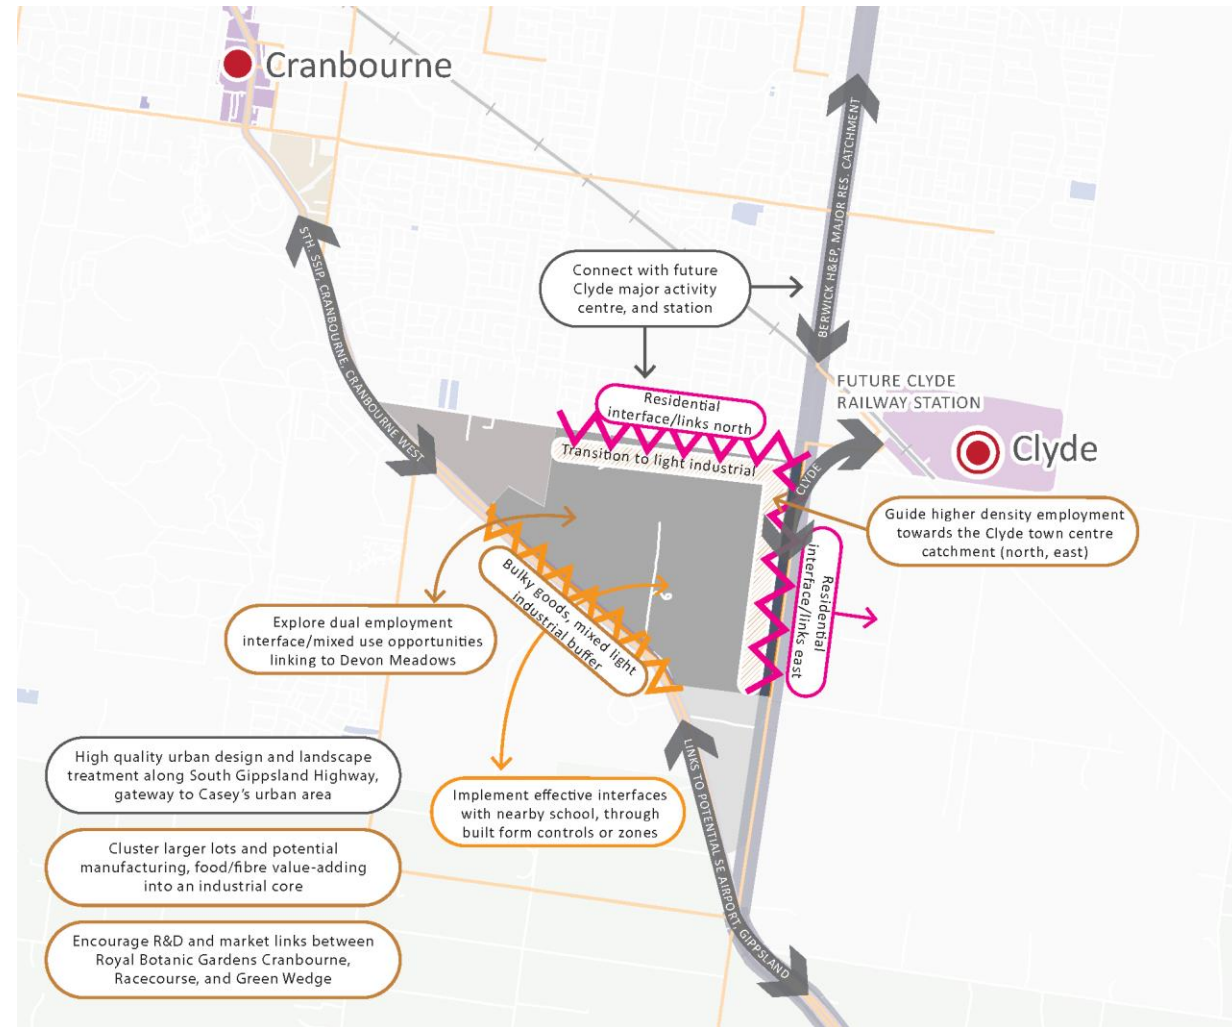 Cranbourne
BERWICK H&EP, MAJOR RES. CATCHMENT
STH. SSIP, CRANBOURNE, CRANBOURNE WEST
Connect with future
Clyde major activity
centre, and station
FUTURE CLYDE
RAILWAY STATION
Clyde
Residential
interface/links north
Transition to light industrial
CLYDE
Guide higher density employment
towards the Clyde town centre
catchment (north, east)
Residential
interface/links east
Bulky goods, mixed light
industrial buffer
Explore dual employment
interface/mixed use opportunities
linking to Devon Meadows
High quality urban design and landscape
treatment along South Gippsland Highway,
gateway to Casey’s urban area
Implement effective interfaces
with nearby school, through
built form controls or zones
LINKS TO POTENTIAL SE AIRPORT, GIPPSLAND
Cluster larger lots and potential
manufacturing, food/fibre value-adding
into an industrial core
Encourage R&D and market links between
Royal Botanic Gardens Cranbourne,
Racecourse, and Green Wedge